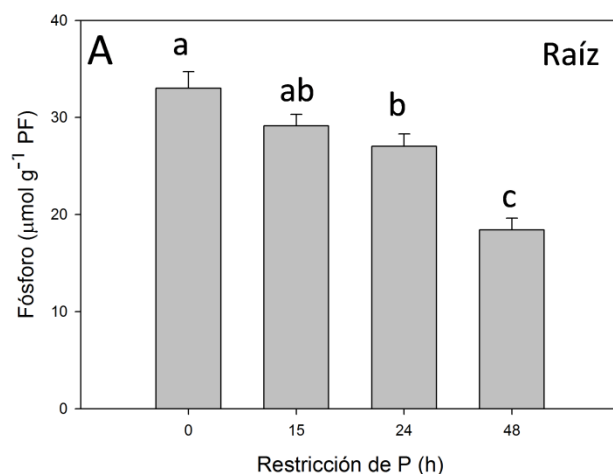 A
Raíz
a
ab
b
c
Fósforo (µmol g⁻¹ PF)
40
30
20
10
0
0 15 24 48
Restricción de P (h)